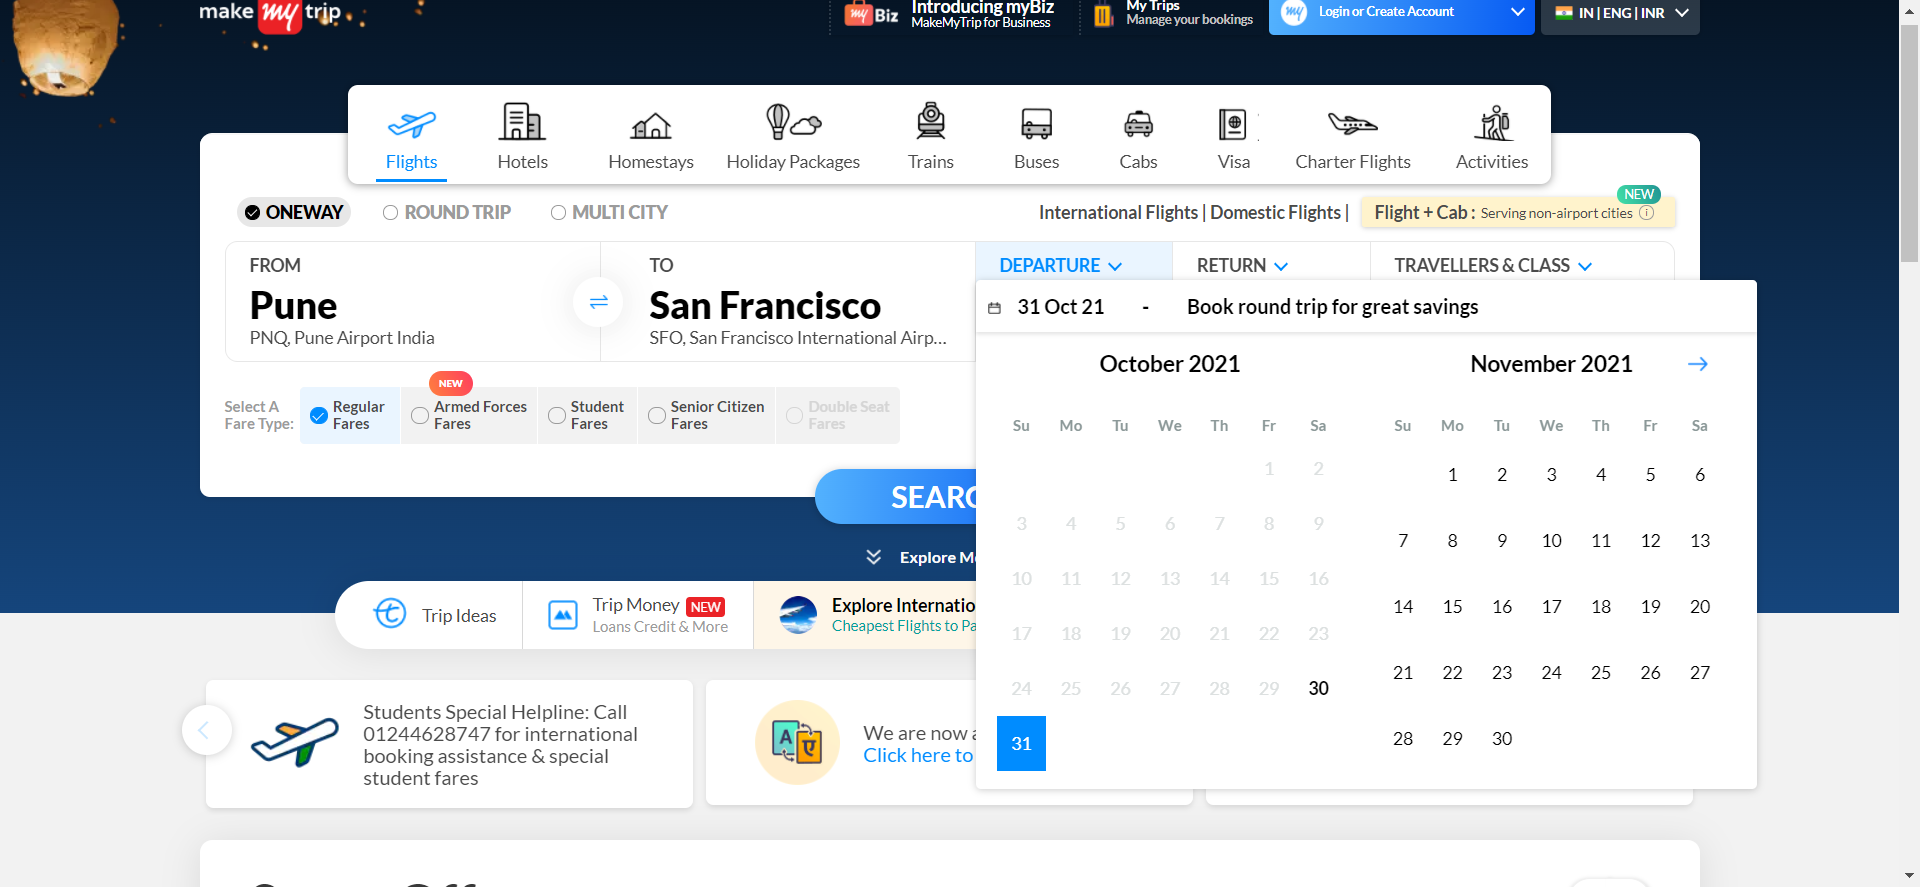 make my trip
my Biz
Introducing myBiz
MakeMyTrip for Business
My Trips
Manage your bookings
my
Login or Create Account
IN | ENG | INR
Flights
Hotels
Homestays
Holiday Packages
Trains
Buses
Cabs
Visa
Charter Flights
Activities
ONEWAY
ROUND TRIP
MULTI CITY
International Flights | Domestic Flights |
NEW
Flight + Cab : Serving non-airport cities
FROM
Pune
PNQ, Pune Airport India
TO
San Francisco
SFO, San Francisco International Airp...
DEPARTURE
RETURN
TRAVELLERS & CLASS
31 Oct 21 - Book round trip for great savings
October 2021
Su Mo Tu We Th Fr Sa
1 2
3 4 5 6 7 8 9
10 11 12 13 14 15 16
17 18 19 20 21 22 23
24 25 26 27 28 29 30
31
November 2021
Su Mo Tu We Th Fr Sa
1 2 3 4 5 6
7 8 9 10 11 12 13
14 15 16 17 18 19 20
21 22 23 24 25 26 27
28 29 30
Select A
Fare Type:
Regular
Fares
NEW
Armed Forces
Fares
Student
Fares
Senior Citizen
Fares
Double Seat
Fares
SEARC
Explore M
Trip Ideas
Trip Money NEW
Loans Credit & More
Explore Internatio
Cheapest Flights to Pa
Students Special Helpline: Call
01244628747 for international
booking assistance & special
student fares
A ए
We are now a
Click here to